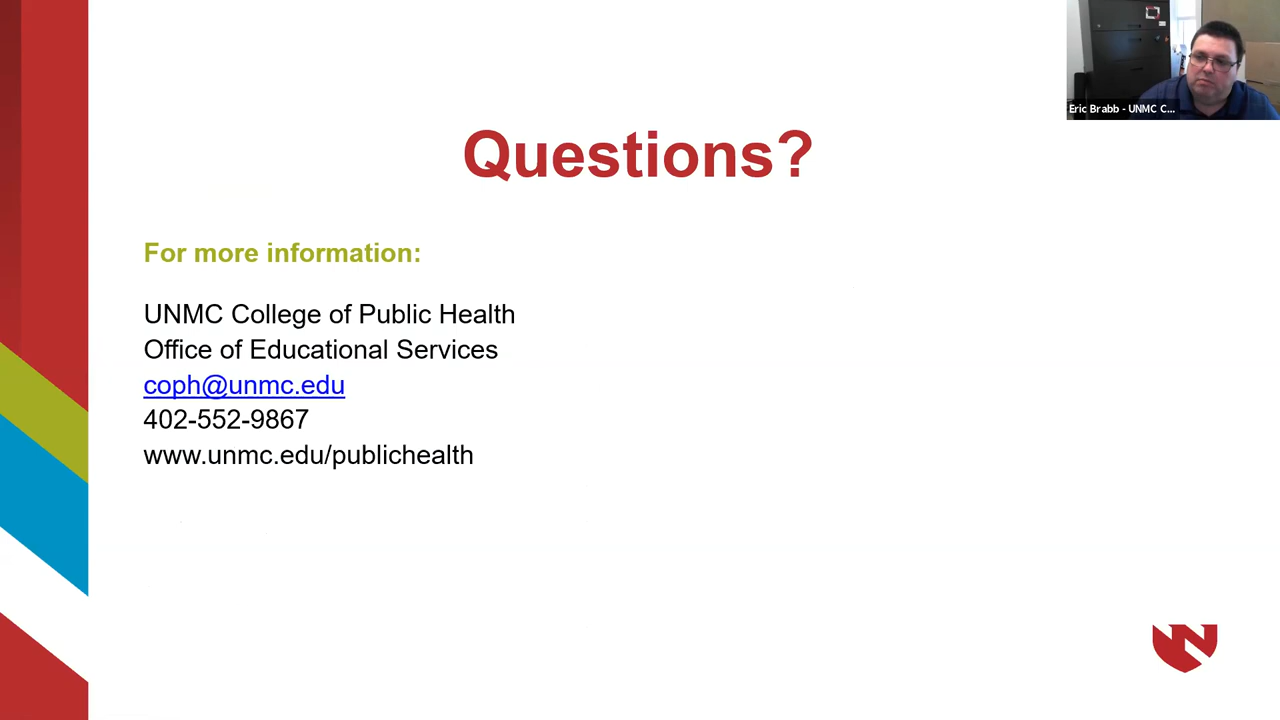 Eric Brabb - UNMC C...
Questions?
For more information:
UNMC College of Public Health
Office of Educational Services
coph@unmc.edu
402-552-9867
www.unmc.edu/publichealth